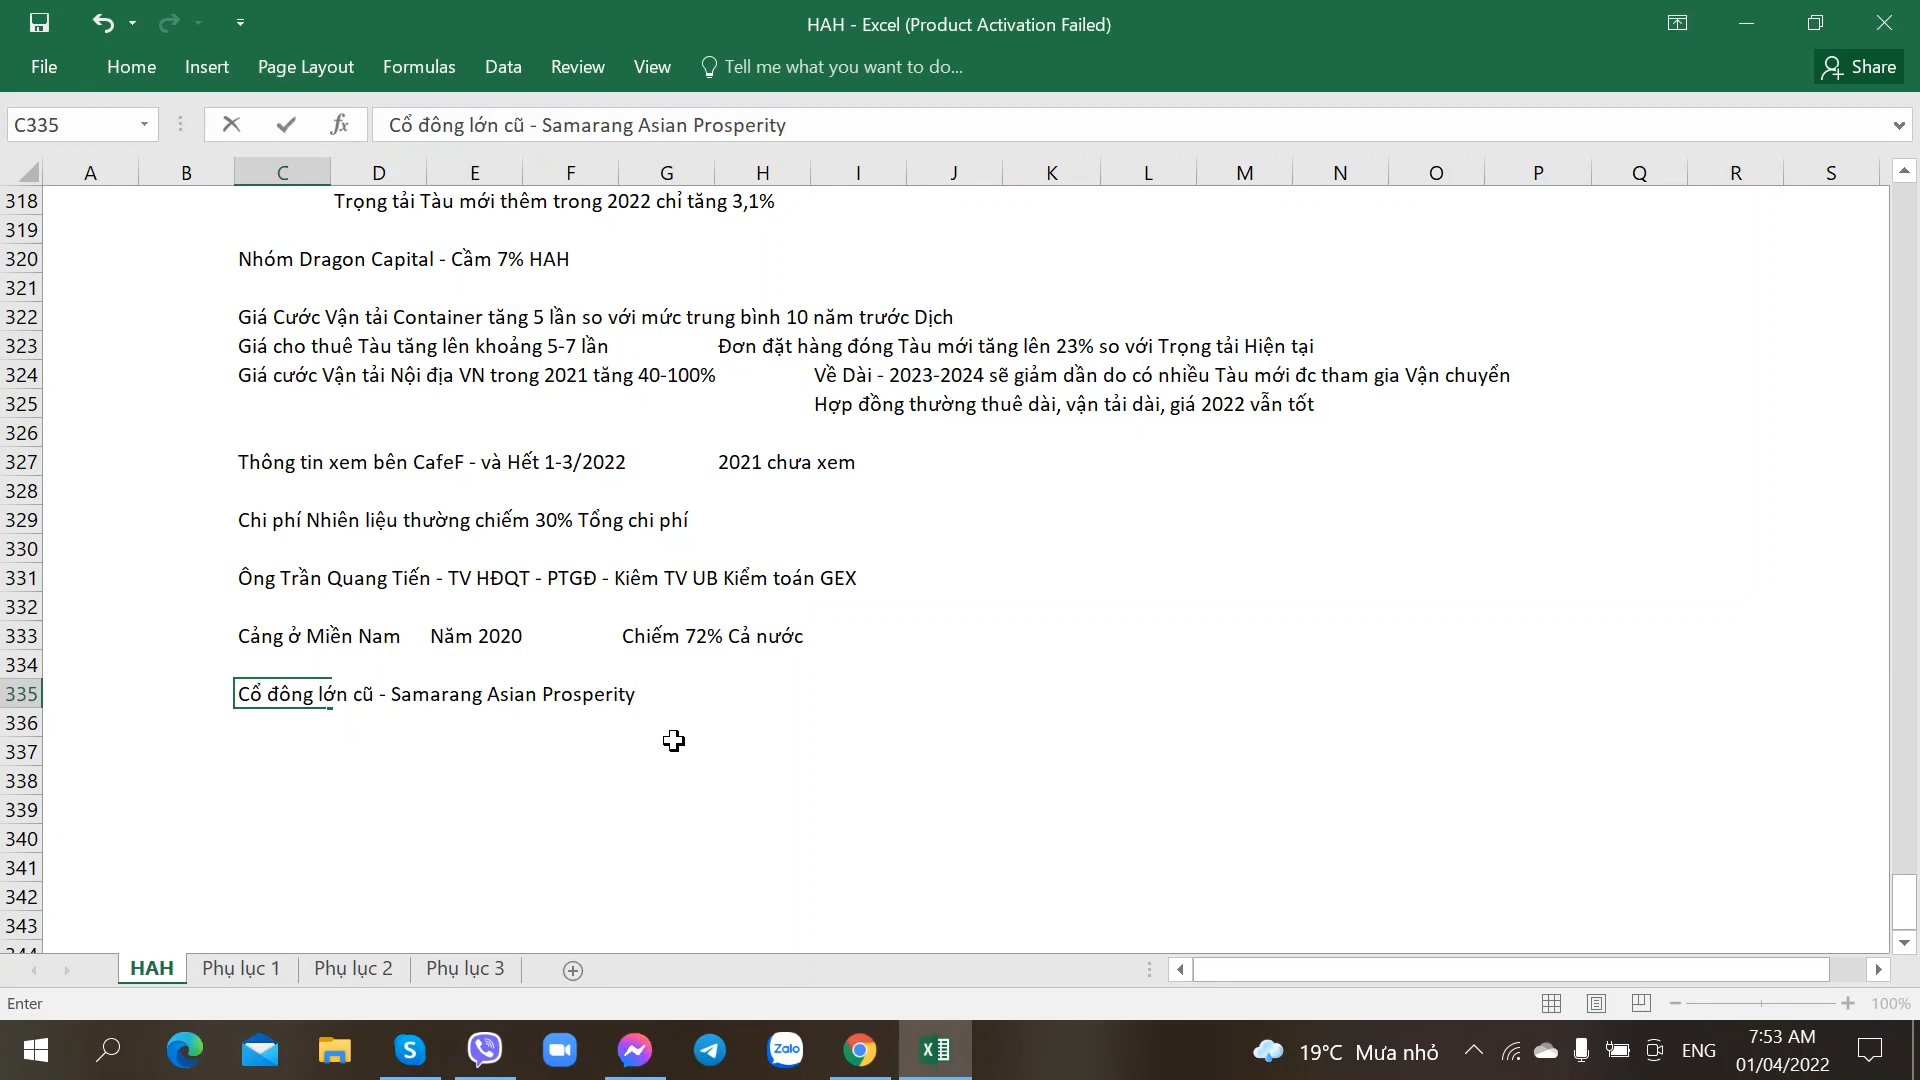 HAH - Excel (Product Activation Failed)
File Home Insert Page Layout Formulas Data Review View Tell me what you want to do... Share
C335 fx Cổ đông lớn cũ - Samarang Asian Prosperity
A B C D E F G H I J K L M N O P Q R S
318 Trọng tải Tàu mới thêm trong 2022 chỉ tăng 3,1%
319
320 Nhóm Dragon Capital - Cầm 7% HAH
321
322 Giá Cước Vận tải Container tăng 5 lần so với mức trung bình 10 năm trước Dịch
323 Giá cho thuê Tàu tăng lên khoảng 5-7 lần Đơn đặt hàng đóng Tàu mới tăng lên 23% so với Trọng tải Hiện tại
324 Giá cước Vận tải Nội địa VN trong 2021 tăng 40-100% Về Dài - 2023-2024 sẽ giảm dần do có nhiều Tàu mới đc tham gia Vận chuyển
325 Hợp đồng thường thuê dài, vận tải dài, giá 2022 vẫn tốt
326
327 Thông tin xem bên CafeF - và Hết 1-3/2022 2021 chưa xem
328
329 Chi phí Nhiên liệu thường chiếm 30% Tổng chi phí
330
331 Ông Trần Quang Tiến - TV HĐQT - PTGĐ - Kiêm TV UB Kiểm toán GEX
332
333 Cảng ở Miền Nam Năm 2020 Chiếm 72% Cả nước
334
335 Cổ đông lớn cũ - Samarang Asian Prosperity
336
337
338
339
340
341
342
343
HAH Phụ lục 1 Phụ lục 2 Phụ lục 3
Enter 100%
Zalo 19°C Mưa nhỏ ENG 7:53 AM
01/04/2022